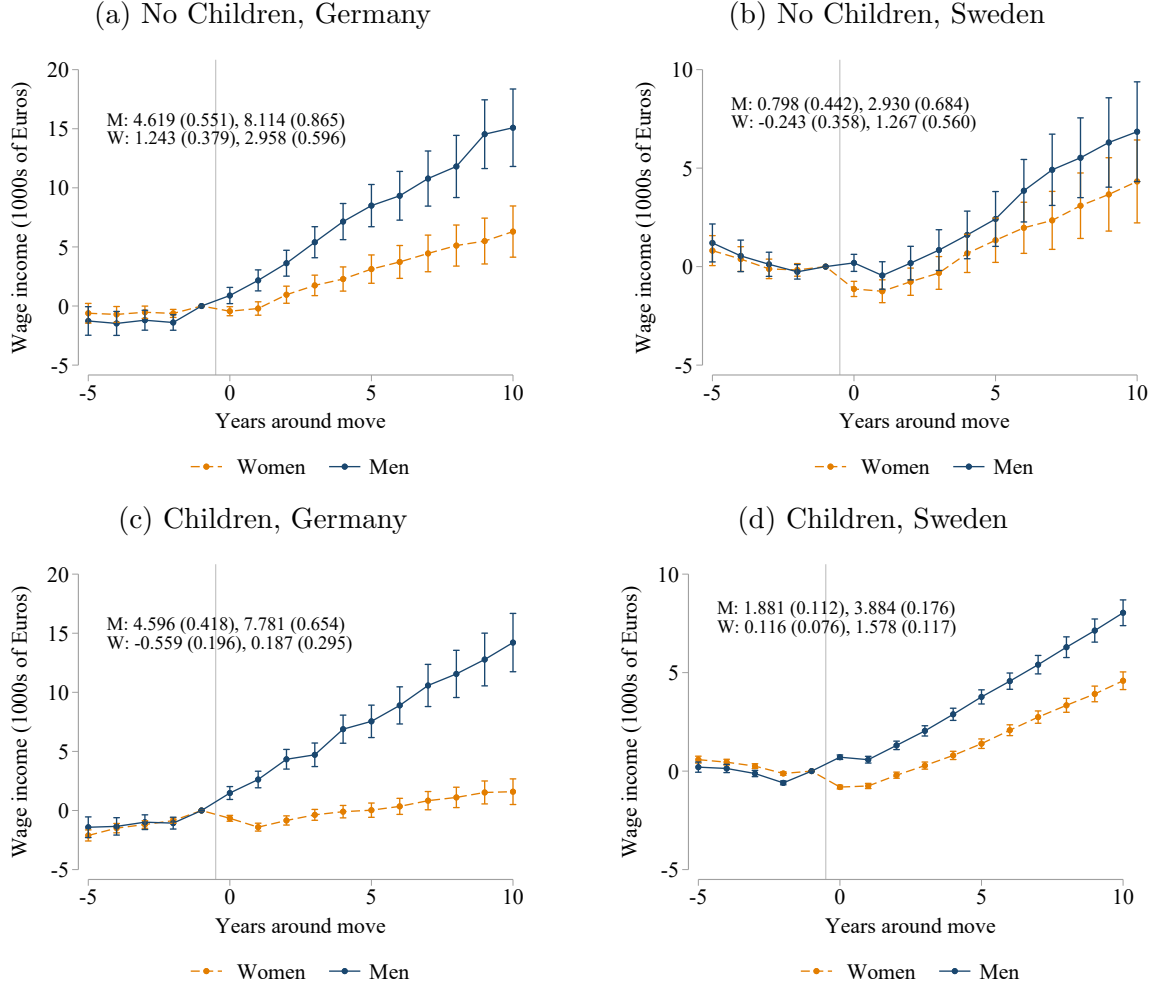 (a) No Children, Germany
Wage income (1000s of Euros)
20
15
10
5
0
-5
M: 4.619 (0.551), 8.114 (0.865)
W: 1.243 (0.379), 2.958 (0.596)
-5 0 5 10
Years around move
Women Men
(b) No Children, Sweden
Wage income (1000s of Euros)
10
5
0
-5
M: 0.798 (0.442), 2.930 (0.684)
W: -0.243 (0.358), 1.267 (0.560)
-5 0 5 10
Years around move
Women Men
(c) Children, Germany
Wage income (1000s of Euros)
20
15
10
5
0
-5
M: 4.596 (0.418), 7.781 (0.654)
W: -0.559 (0.196), 0.187 (0.295)
-5 0 5 10
Years around move
Women Men
(d) Children, Sweden
Wage income (1000s of Euros)
10
5
0
-5
M: 1.881 (0.112), 3.884 (0.176)
W: 0.116 (0.076), 1.578 (0.117)
-5 0 5 10
Years around move
Women Men